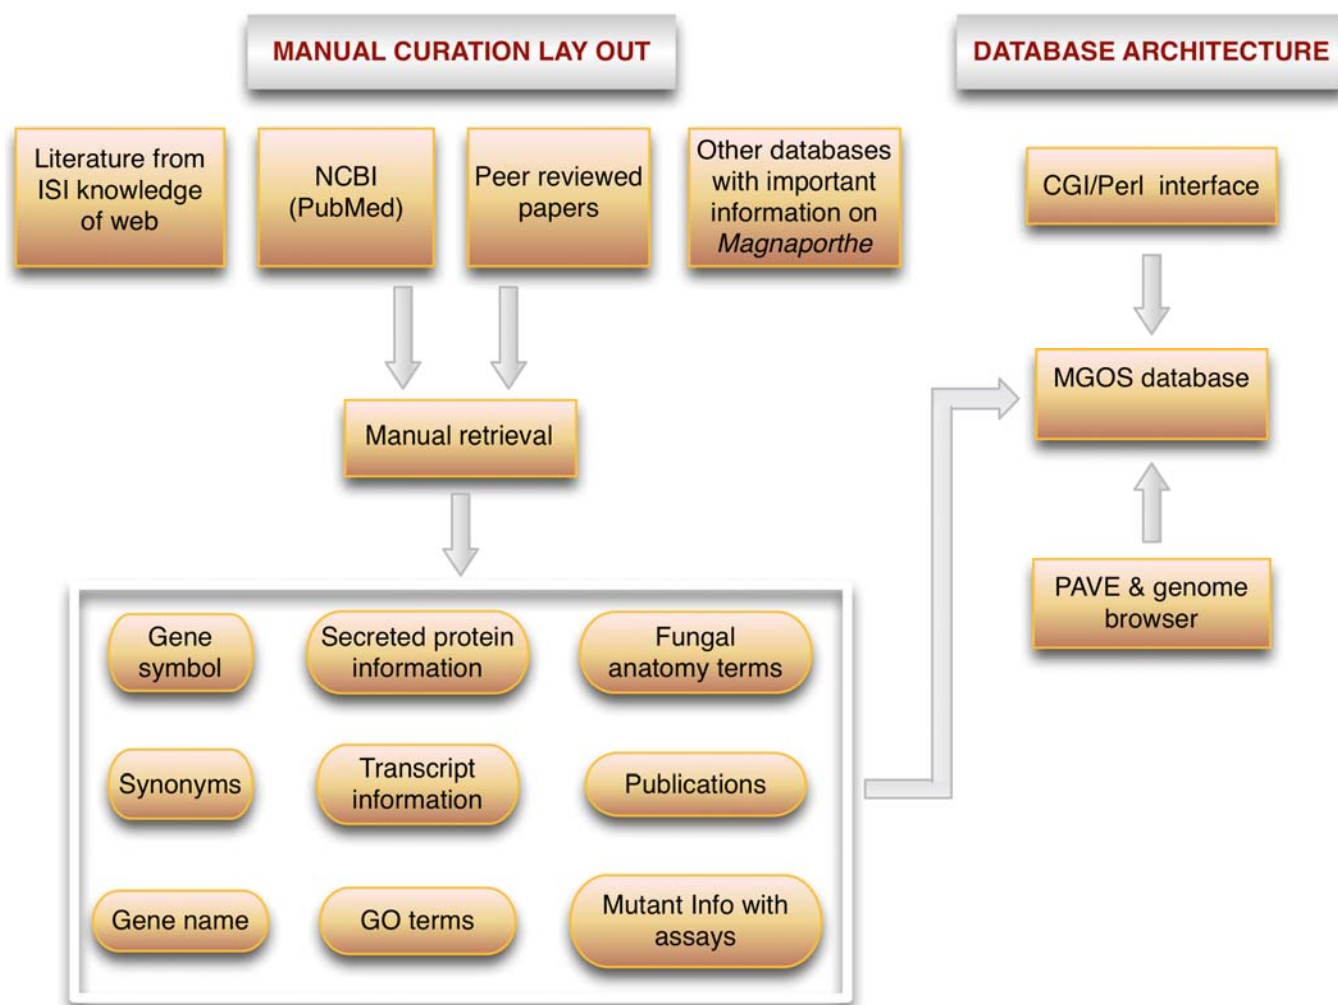 MANUAL CURATION LAY OUT
DATABASE ARCHITECTURE
Literature from
ISI knowledge
of web
NCBI
(PubMed)
Peer reviewed
papers
Other databases
with important
information on
Magnaporthe
CGI/Perl interface
Manual retrieval
MGOS database
PAVE & genome
browser
Gene
symbol
Secreted protein
information
Fungal
anatomy terms
Synonyms
Transcript
information
Publications
Gene name
GO terms
Mutant Info with
assays